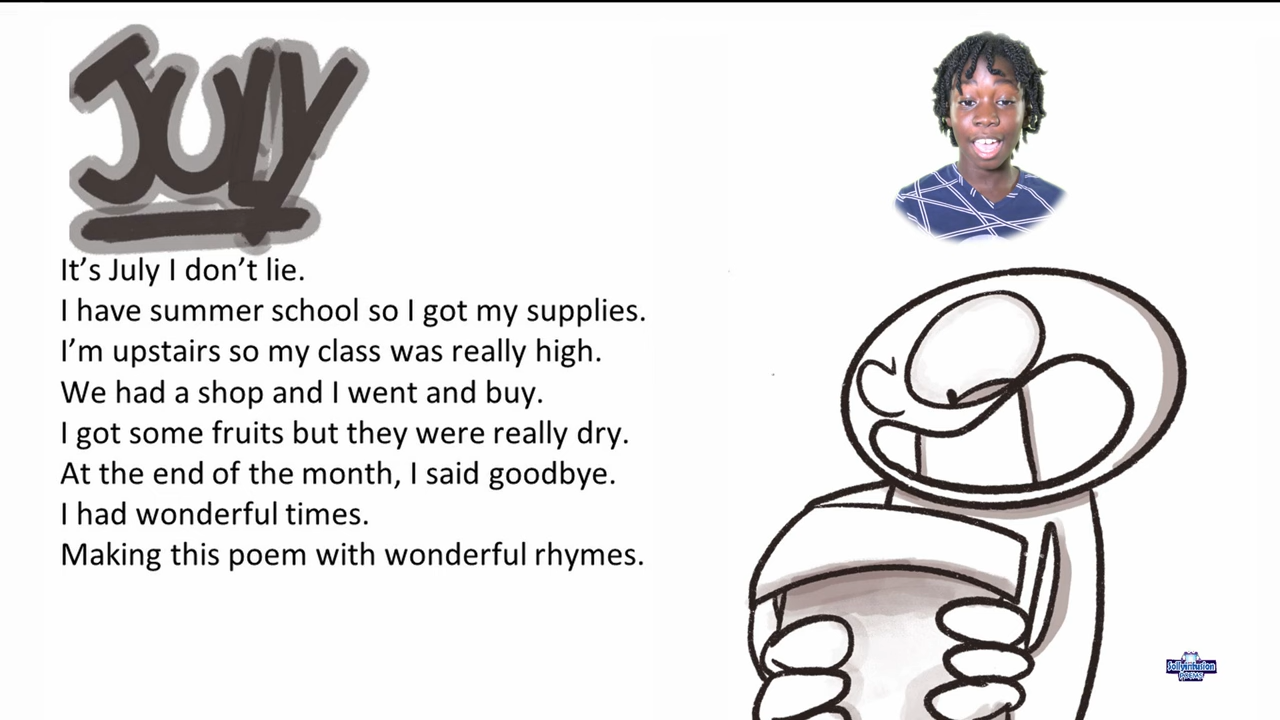 JULY
It's July I don't lie.
I have summer school so I got my supplies.
I'm upstairs so my class was really high.
We had a shop and I went and buy.
I got some fruits but they were really dry.
At the end of the month, I said goodbye.
I had wonderful times.
Making this poem with wonderful rhymes.
Sollyinfusion
POEMS